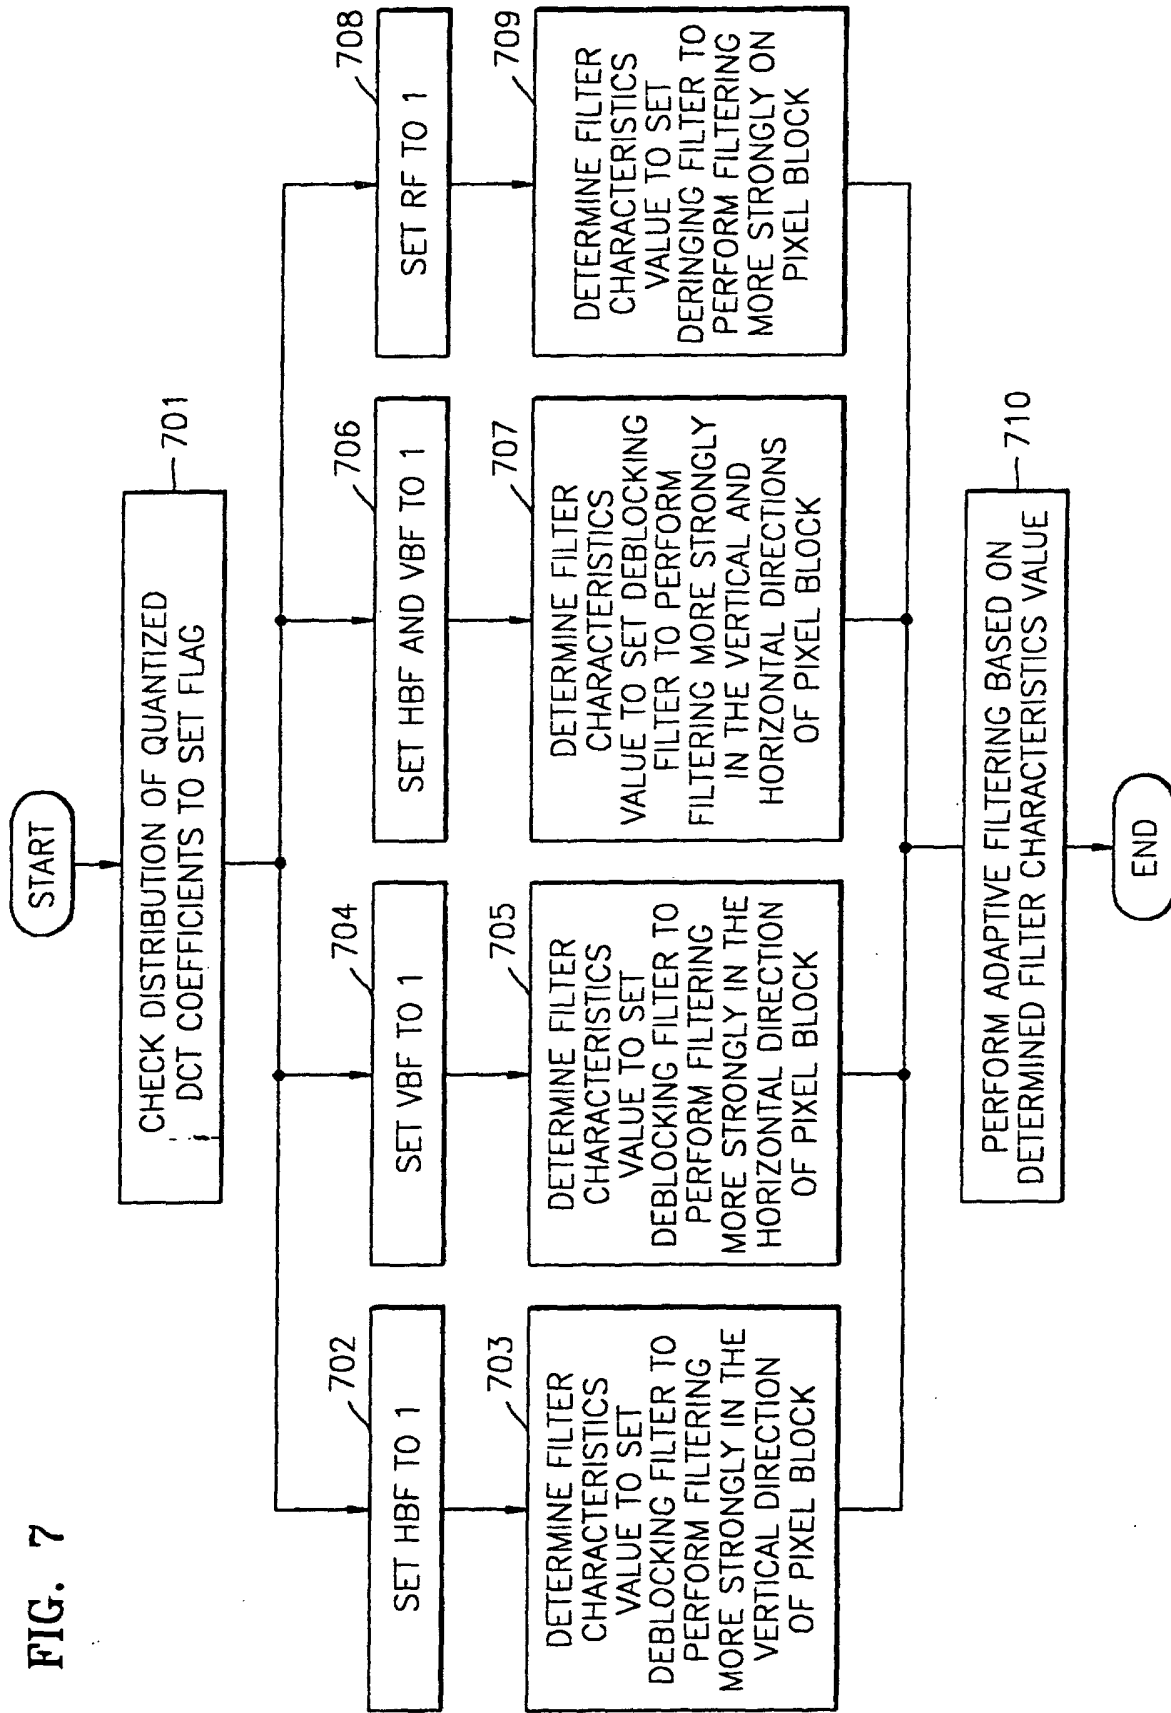 FIG. 7
START
CHECK DISTRIBUTION OF QUANTIZED
DCT COEFFICIENTS TO SET FLAG
701
702
SET HBF TO 1
703
DETERMINE FILTER
CHARACTERISTICS
VALUE TO SET
DEBLOCKING FILTER TO
PERFORM FILTERING
MORE STRONGLY IN THE
VERTICAL DIRECTION
OF PIXEL BLOCK
704
SET VBF TO 1
705
DETERMINE FILTER
CHARACTERISTICS
VALUE TO SET
DEBLOCKING FILTER TO
PERFORM FILTERING
MORE STRONGLY IN THE
HORIZONTAL DIRECTION
OF PIXEL BLOCK
706
SET HBF AND VBF TO 1
707
DETERMINE FILTER
CHARACTERISTICS
VALUE TO SET DEBLOCKING
FILTER TO PERFORM
FILTERING MORE STRONGLY
IN THE VERTICAL AND
HORIZONTAL DIRECTIONS
OF PIXEL BLOCK
708
SET RF TO 1
709
DETERMINE FILTER
CHARACTERISTICS
VALUE TO SET
DERINGING FILTER TO
PERFORM FILTERING
MORE STRONGLY ON
PIXEL BLOCK
710
PERFORM ADAPTIVE FILTERING BASED ON
DETERMINED FILTER CHARACTERISTICS VALUE
END